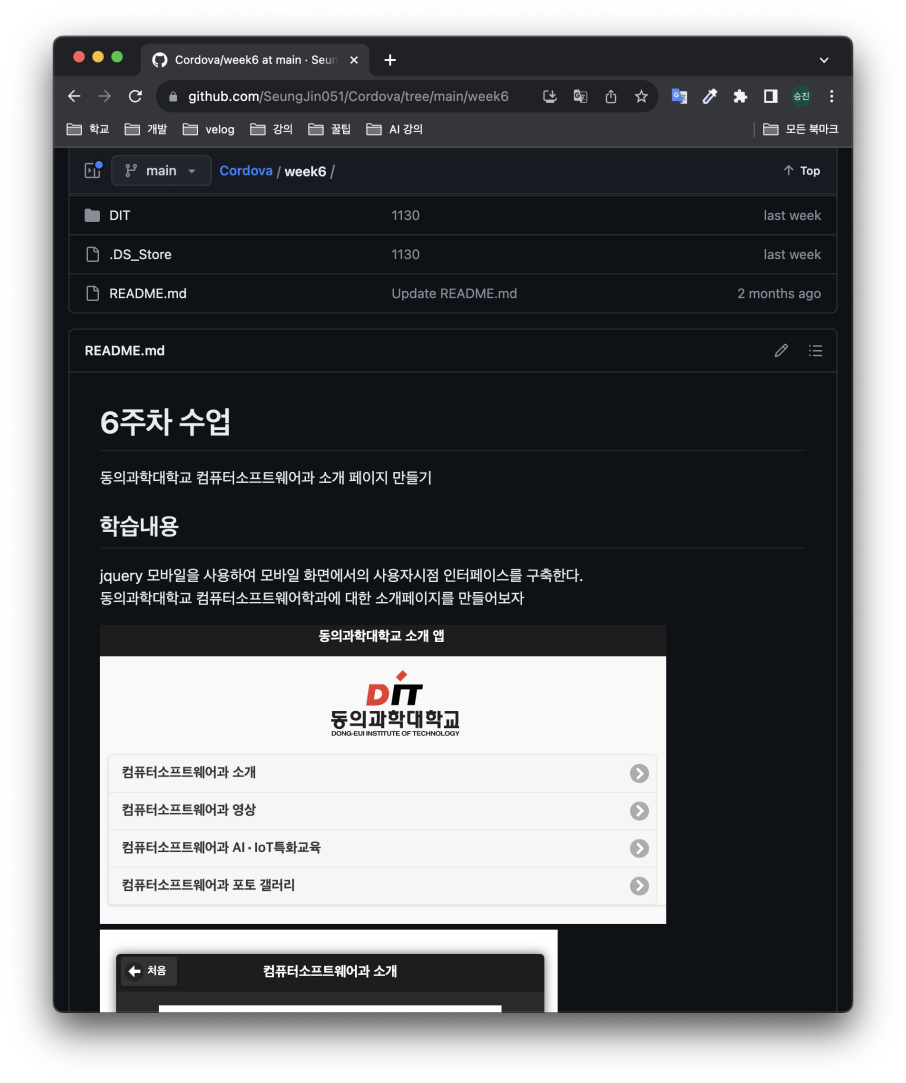 Cordova/week6 at main · Seun
github.com/SeungJin051/Cordova/tree/main/week6
승진
학교 개발 velog 강의 꿀팁 AI 강의 모든 북마크
main Cordova / week6 / Top
DIT 1130 last week
.DS_Store 1130 last week
README.md Update README.md 2 months ago
README.md
6주차 수업
동의과학대학교 컴퓨터소프트웨어과 소개 페이지 만들기
학습내용
jquery 모바일을 사용하여 모바일 화면에서의 사용자시점 인터페이스를 구축한다.
동의과학대학교 컴퓨터소프트웨어학과에 대한 소개페이지를 만들어보자
동의과학대학교 소개 앱
DIT
동의과학대학교
DONG-EUI INSTITUTE OF TECHNOLOGY
컴퓨터소프트웨어과 소개
컴퓨터소프트웨어과 영상
컴퓨터소프트웨어과 AI · IoT특화교육
컴퓨터소프트웨어과 포토 갤러리
처음 컴퓨터소프트웨어과 소개